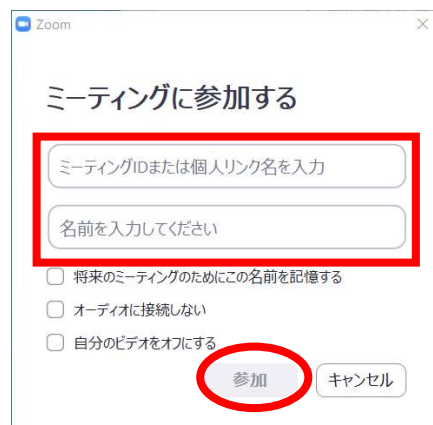 Zoom
ミーティングに参加する
ミーティングIDまたは個人リンク名を入力
名前を入力してください
将来のミーティングのためにこの名前を記憶する
オーディオに接続しない
自分のビデオをオフにする
参加 キャンセル